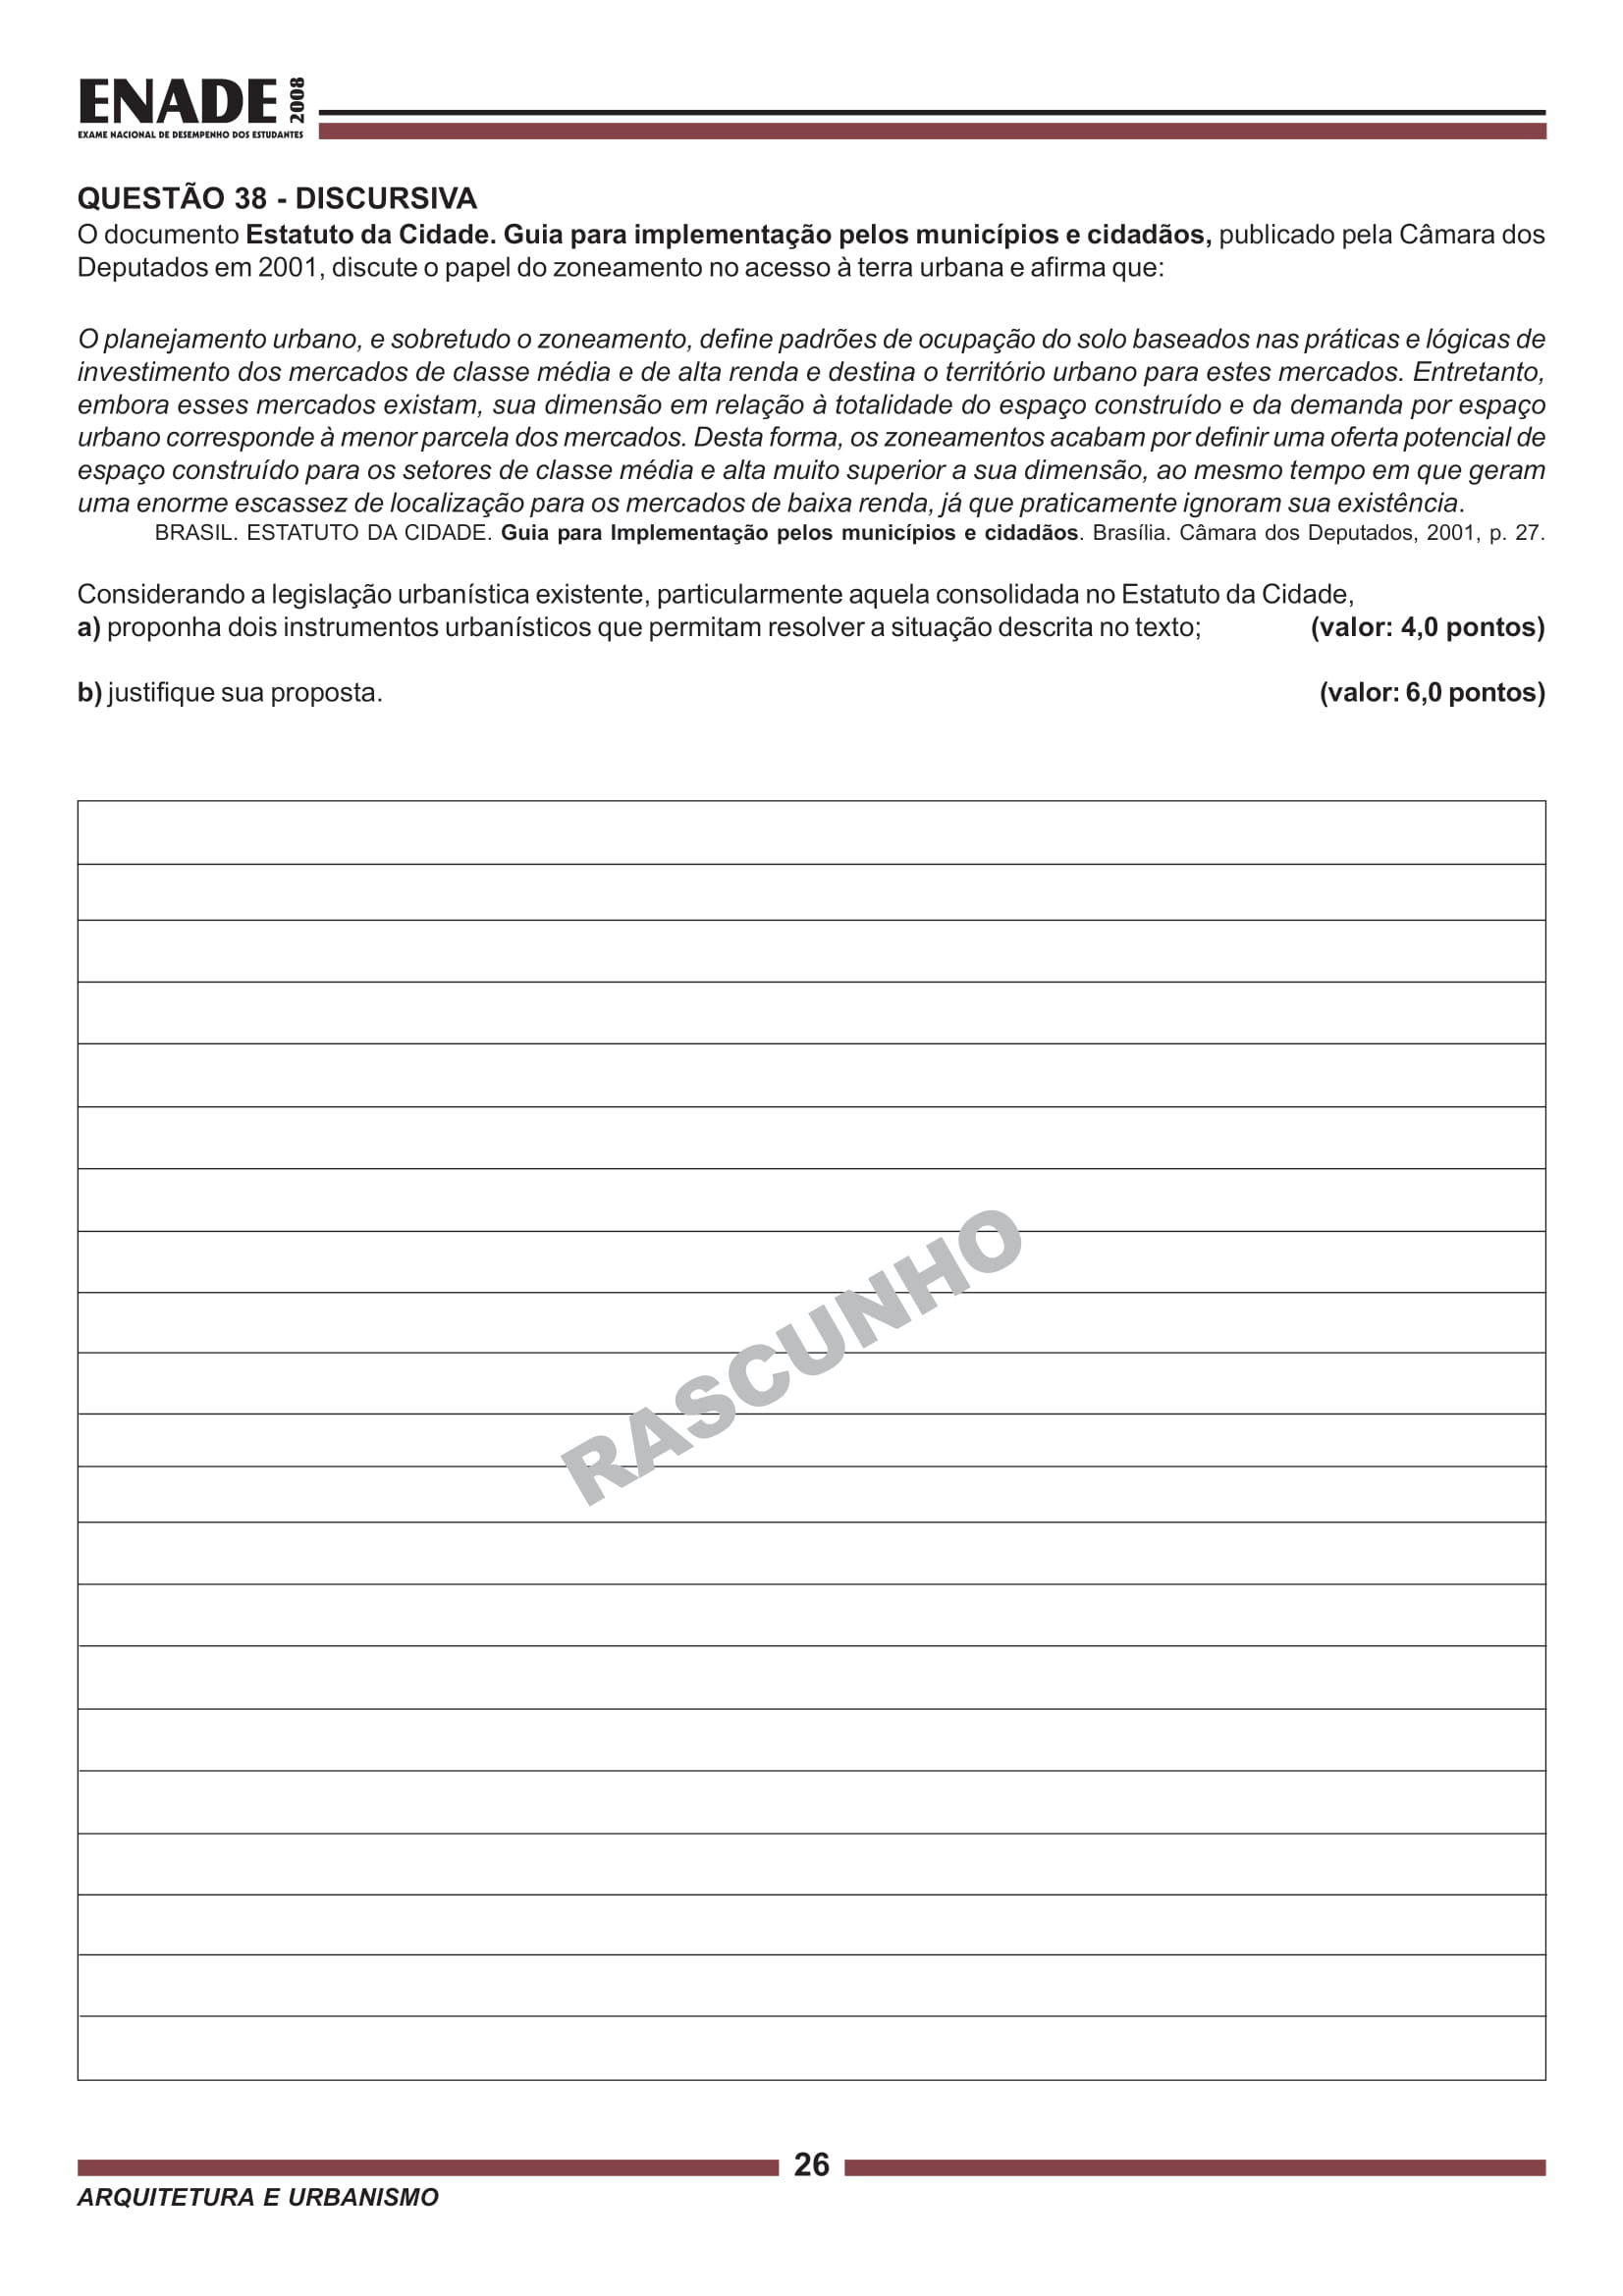 ENADE 2008
EXAME NACIONAL DE DESEMPENHO DOS ESTUDANTES
QUESTÃO 38 - DISCURSIVA
O documento Estatuto da Cidade. Guia para implementação pelos municípios e cidadãos, publicado pela Câmara dos
Deputados em 2001, discute o papel do zoneamento no acesso à terra urbana e afirma que:
O planejamento urbano, e sobretudo o zoneamento, define padrões de ocupação do solo baseados nas práticas e lógicas de
investimento dos mercados de classe média e de alta renda e destina o território urbano para estes mercados. Entretanto,
embora esses mercados existam, sua dimensão em relação à totalidade do espaço construído e da demanda por espaço
urbano corresponde à menor parcela dos mercados. Desta forma, os zoneamentos acabam por definir uma oferta potencial de
espaço construído para os setores de classe média e alta muito superior a sua dimensão, ao mesmo tempo em que geram
uma enorme escassez de localização para os mercados de baixa renda, já que praticamente ignoram sua existência.
BRASIL. ESTATUTO DA CIDADE. Guia para Implementação pelos municípios e cidadãos. Brasília. Câmara dos Deputados, 2001, p. 27.
Considerando a legislação urbanística existente, particularmente aquela consolidada no Estatuto da Cidade,
a) proponha dois instrumentos urbanísticos que permitam resolver a situação descrita no texto; (valor: 4,0 pontos)
b) justifique sua proposta. (valor: 6,0 pontos)
RASCUNHO
26
ARQUITETURA E URBANISMO